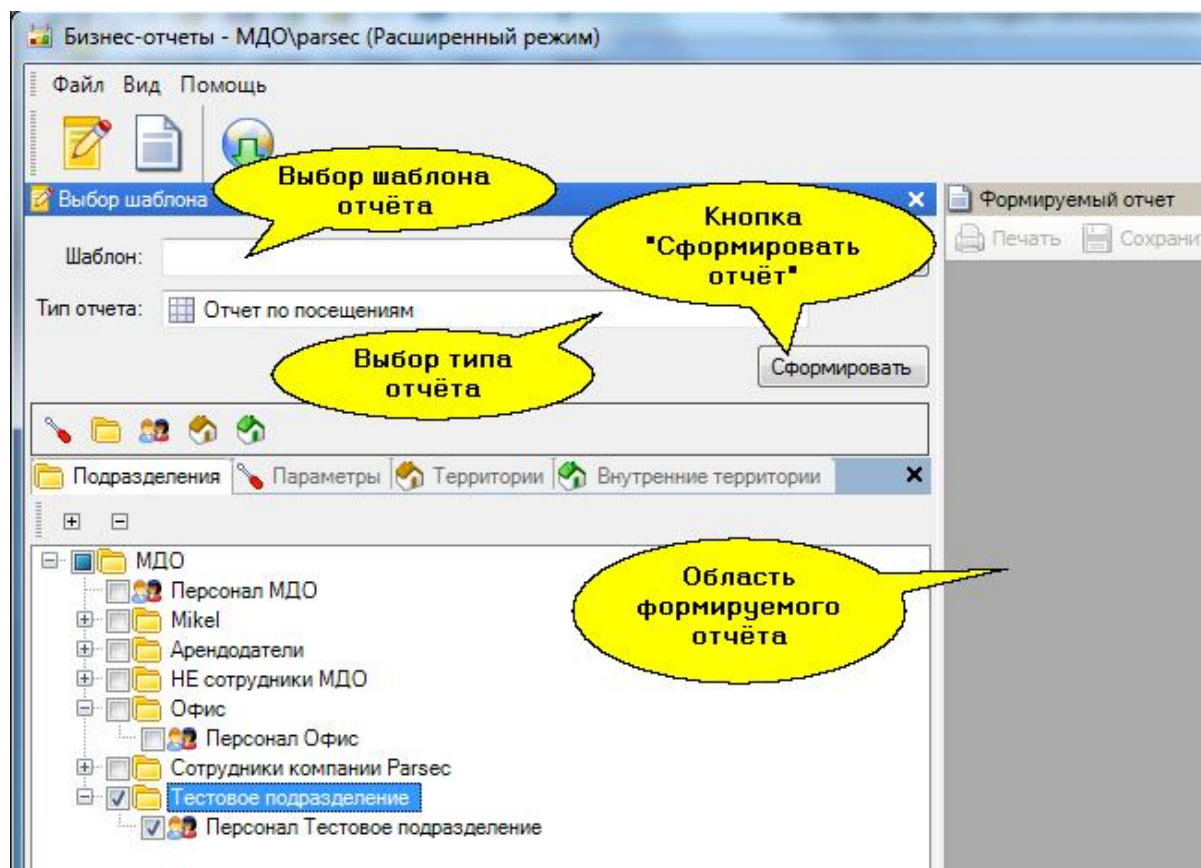 Бизнес-отчеты - МДО\parsec (Расширенный режим)
Файл Вид Помощь
Выбор шаблона
отчёта
Выбор шаблона
Кнопка
"Сформировать
отчёт"
Формируемый отчет
Печать Сохрани
Шаблон:
Тип отчета: Отчет по посещениям
Выбор типа
отчёта
Сформировать
Подразделения Параметры Территории Внутренние территории
МДО
Персонал МДО
Mikel
Арендодатели
НЕ сотрудники МДО
Офис
Персонал Офис
Сотрудники компании Parsec
Тестовое подразделение
Персонал Тестовое подразделение
Область
формируемого
отчёта